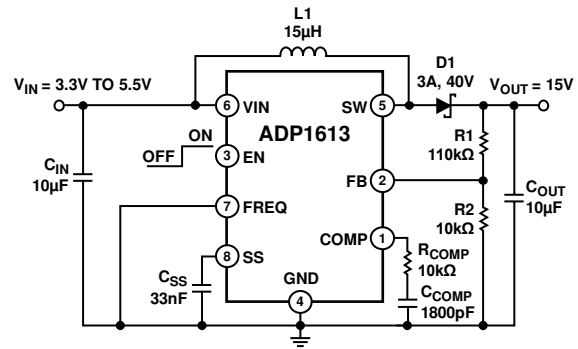 L1
15µH
D1
3A, 40V
V_IN = 3.3V TO 5.5V
V_OUT = 15V
6
VIN
SW
5
ADP1613
ON
OFF
3
EN
R1
110kΩ
C_IN
10µF
FB
2
7
FREQ
R2
10kΩ
C_OUT
10µF
COMP
1
8
SS
R_COMP
10kΩ
C_SS
33nF
GND
4
C_COMP
1800pF